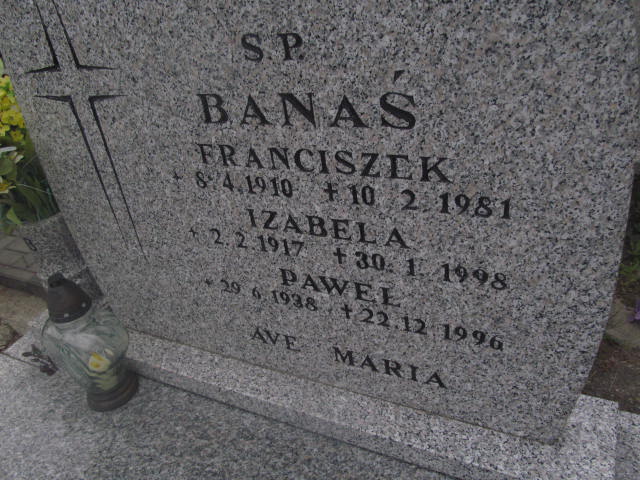 S.P.
BANAŚ
FRANCISZEK
+ 8.4.1910 ✝ 10.2.1981
IZABELA
+ 2.2.1917 ✝ 30.1.1998
PAWEŁ
+ 29.6.1938 ✝ 22.12.1996
AVE MARIA